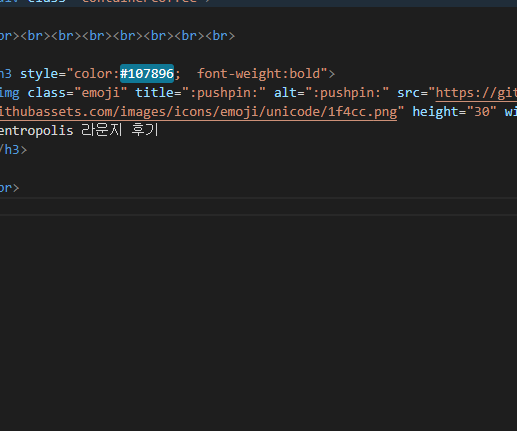 class="containercoffee">
br><br><br><br><br><br><br><br>
h3 style="color:#107896;  font-weight:bold">
img class="emoji" title=":pushpin:" alt=":pushpin:" src="https://git
ithubassets.com/images/icons/emoji/unicode/1f4cc.png" height="30" wi
entropolis 라운지 후기
/h3>
br>